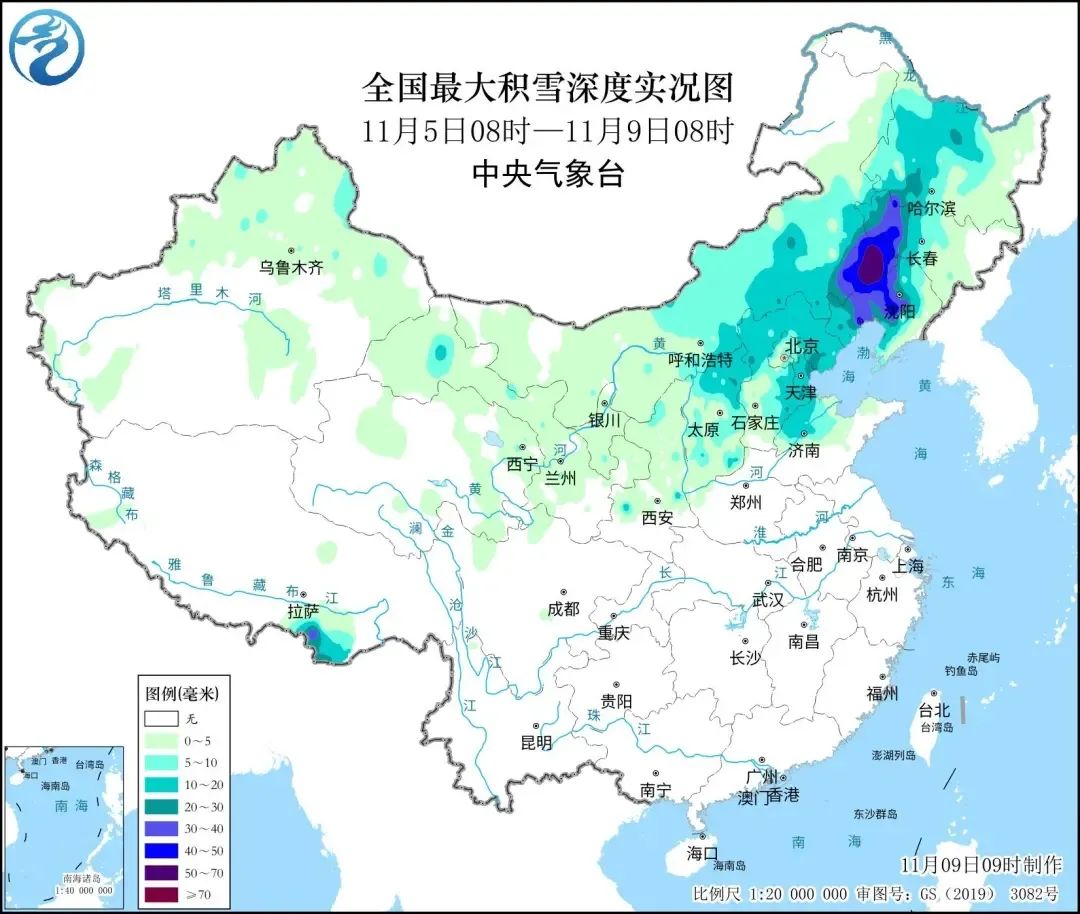 全国最大积雪深度实况图
11月5日08时—11月9日08时
中央气象台
黑
龙
江
哈尔滨
长春
沈阳
乌鲁木齐
塔里木河
黄
呼和浩特
北京
渤
海
天津
黄
海
银川
太原
石家庄
济南
西宁
河
兰州
森
格
藏
布
黄
河
郑州
西安
澜
金
淮
河
雅鲁藏布江
拉萨
合肥
南京
上海
长
江
东海
沧
沙
江
成都
重庆
武汉
杭州
南昌
长沙
赤尾屿
钓鱼岛
贵阳
福州
江
珠
江
台北
台湾岛
昆明
澎湖列岛
广州
南宁
澳门
香港
东沙群岛
南海
海口
海南岛
图例(毫米)
无
0～5
5～10
10～20
20～30
30～40
40～50
50～70
≥70
澳门
香港
台湾岛
海口
海南岛
南海
南海诸岛
1:40 000 000
11月09日09时制作
比例尺 1:20 000 000 审图号：GS（2019） 3082号